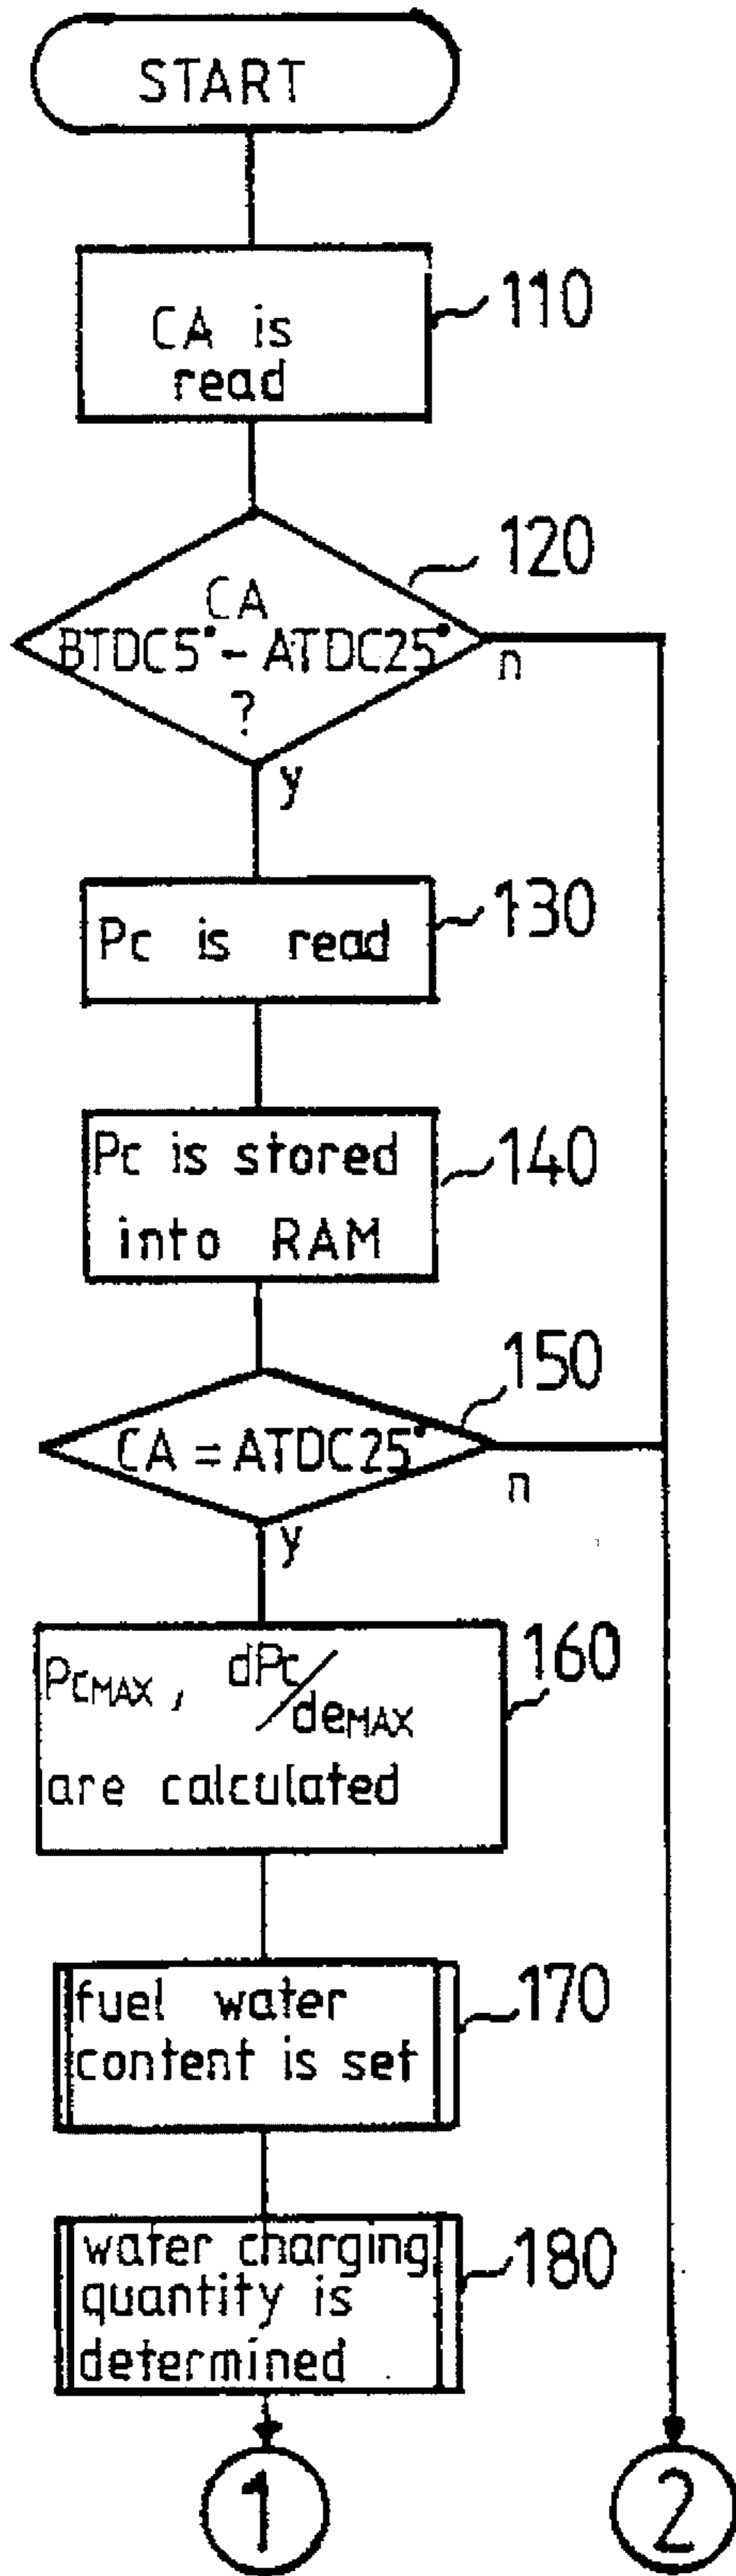 START
CA is
read
110
CA
BTDC5° - ATDC25°
?
120
n
y
Pc is read
130
Pc is stored
into RAM
140
CA = ATDC25°
150
n
y
PcMAX, dPc/deMAX
are calculated
160
fuel water
content is set
170
water charging
quantity is
determined
180
1
2